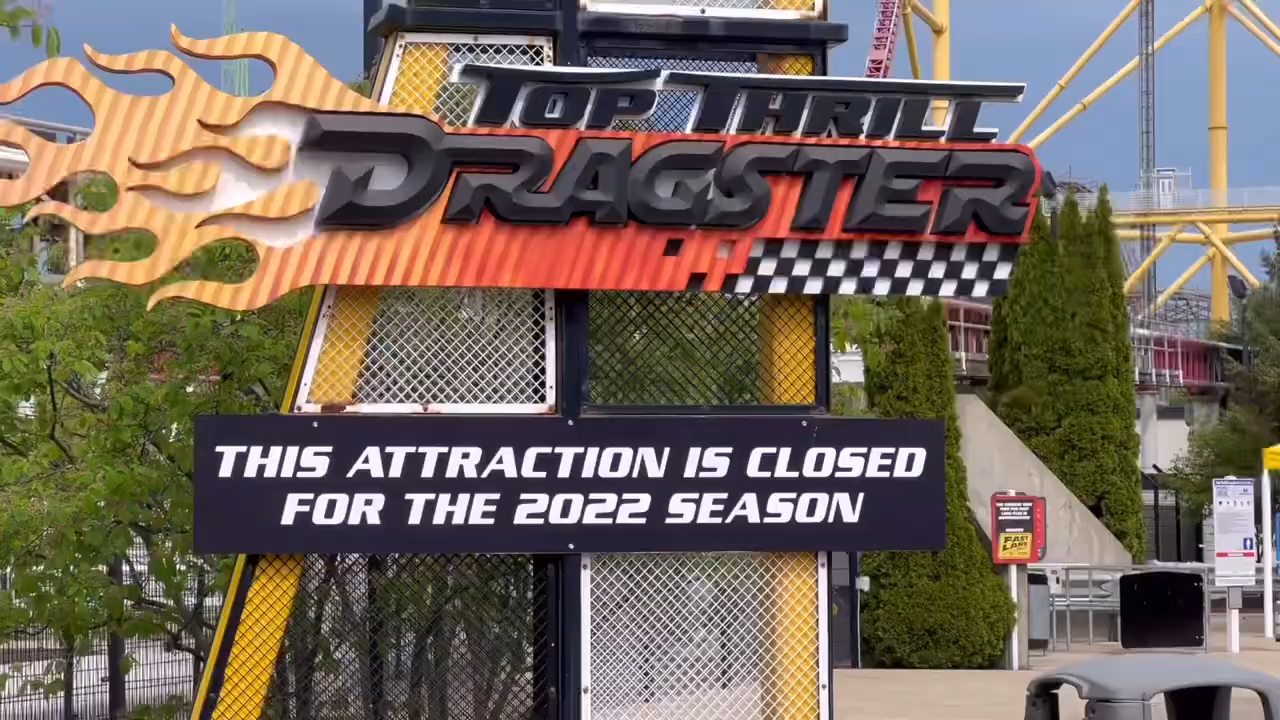 TOP THRILL
DRAGSTER
THIS ATTRACTION IS CLOSED
FOR THE 2022 SEASON
FAST
LANE